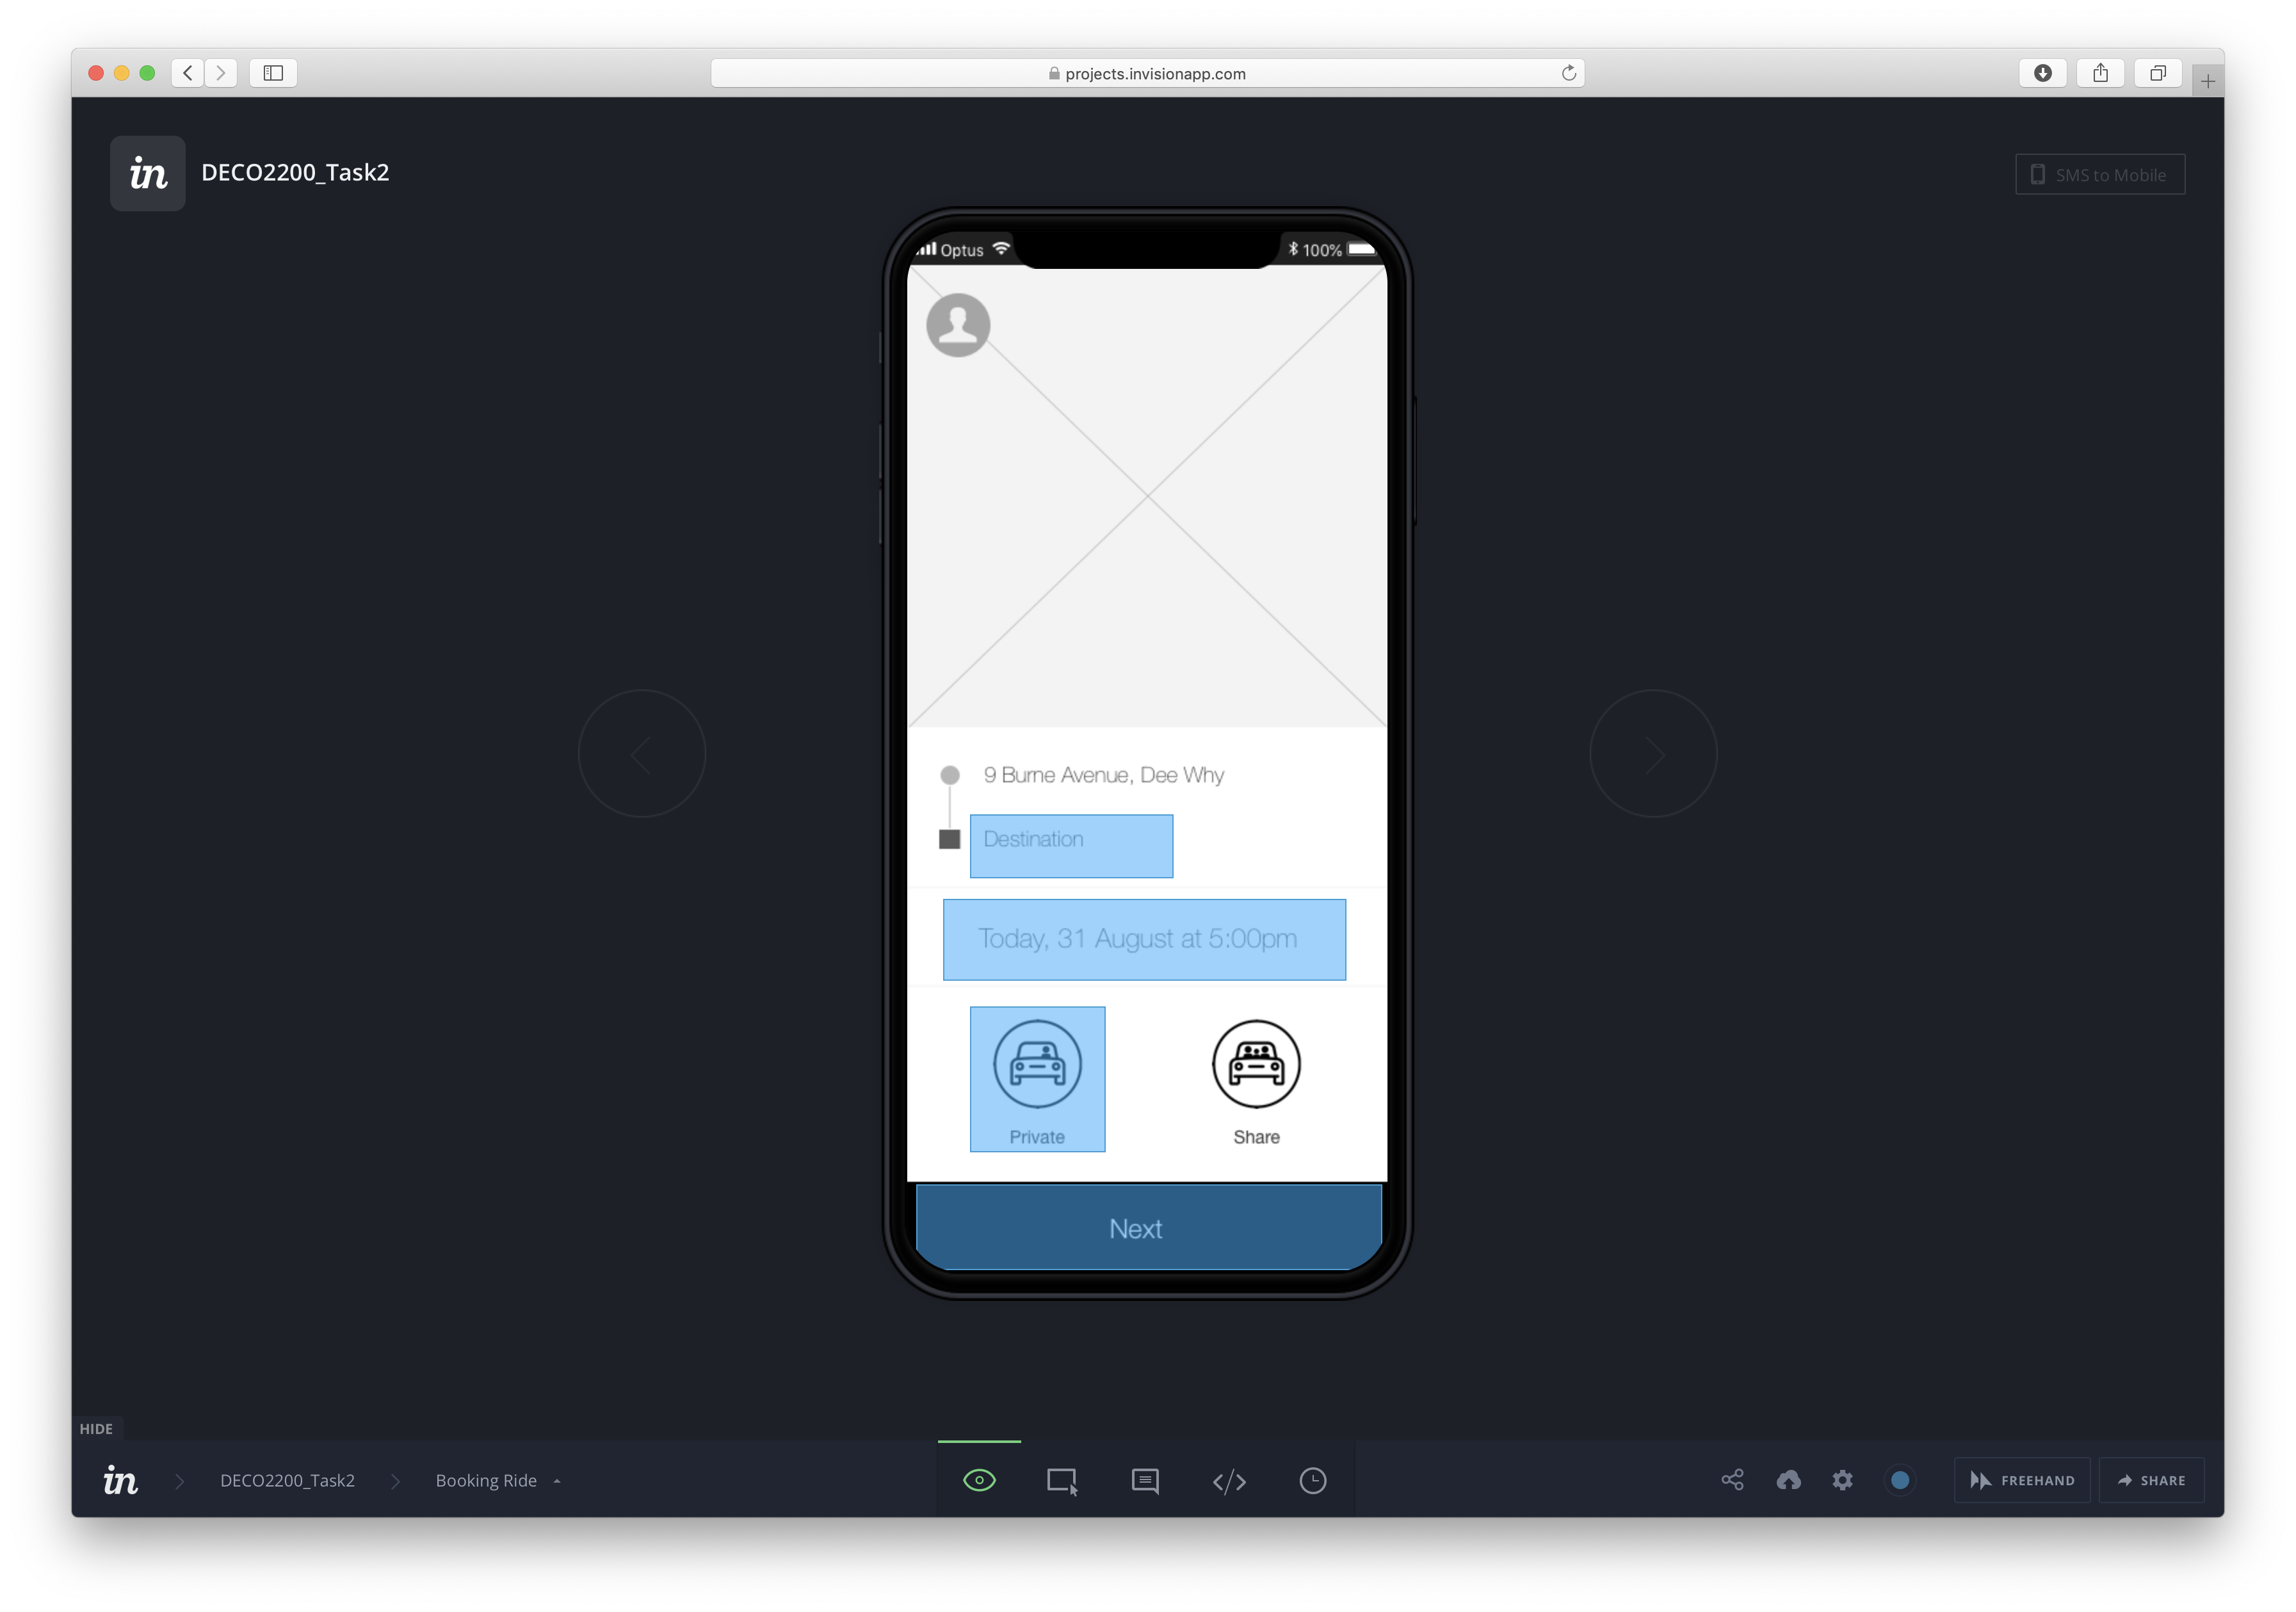 projects.invisionapp.com
in DECO2200_Task2
SMS to Mobile
Optus 100%
9 Burne Avenue, Dee Why
Destination
Today, 31 August at 5:00pm
Private Share
Next
HIDE
in DECO2200_Task2 Booking Ride FREEHAND SHARE